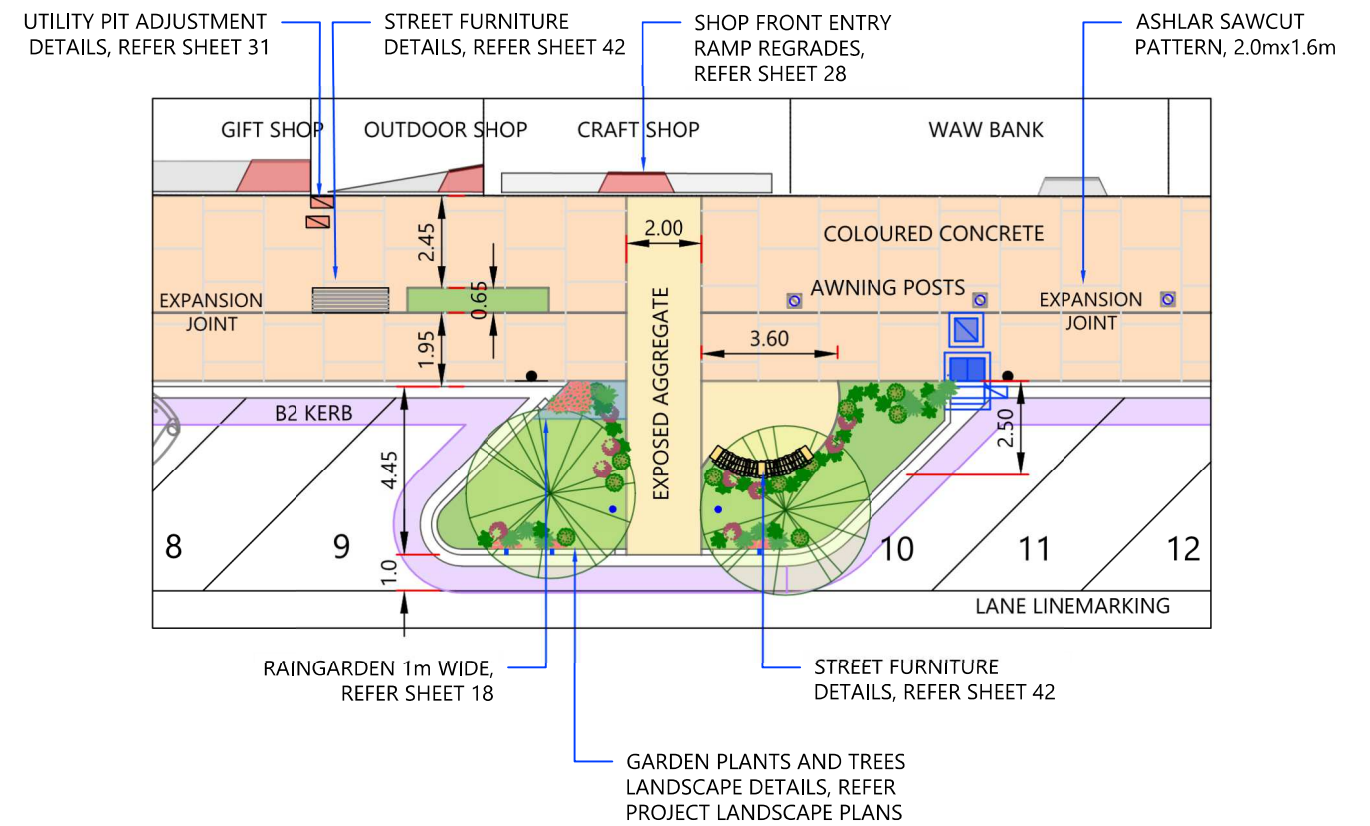 UTILITY PIT ADJUSTMENT
DETAILS, REFER SHEET 31
STREET FURNITURE
DETAILS, REFER SHEET 42
SHOP FRONT ENTRY
RAMP REGRADES,
REFER SHEET 28
ASHLAR SAWCUT
PATTERN, 2.0mx1.6m
GIFT SHOP
OUTDOOR SHOP
CRAFT SHOP
WAW BANK
2.45
2.00
COLOURED CONCRETE
0.65
AWNING POSTS
EXPANSION
JOINT
EXPANSION
JOINT
1.95
EXPOSED AGGREGATE
3.60
B2 KERB
4.45
2.50
8
9
10
11
12
1.0
LANE LINEMARKING
RAINGARDEN 1m WIDE,
REFER SHEET 18
STREET FURNITURE
DETAILS, REFER SHEET 42
GARDEN PLANTS AND TREES
LANDSCAPE DETAILS, REFER
PROJECT LANDSCAPE PLANS